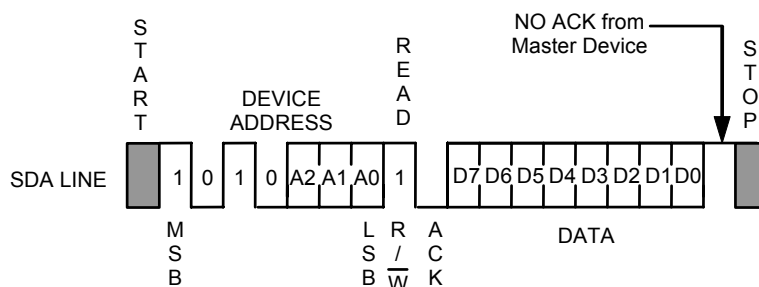 START
READ
NO ACK from
Master Device
STOP
DEVICE
ADDRESS
SDA LINE
1 0 1 0 A2 A1 A0 1 D7 D6 D5 D4 D3 D2 D1 D0
MSB
LSB
R/W
ACK
DATA